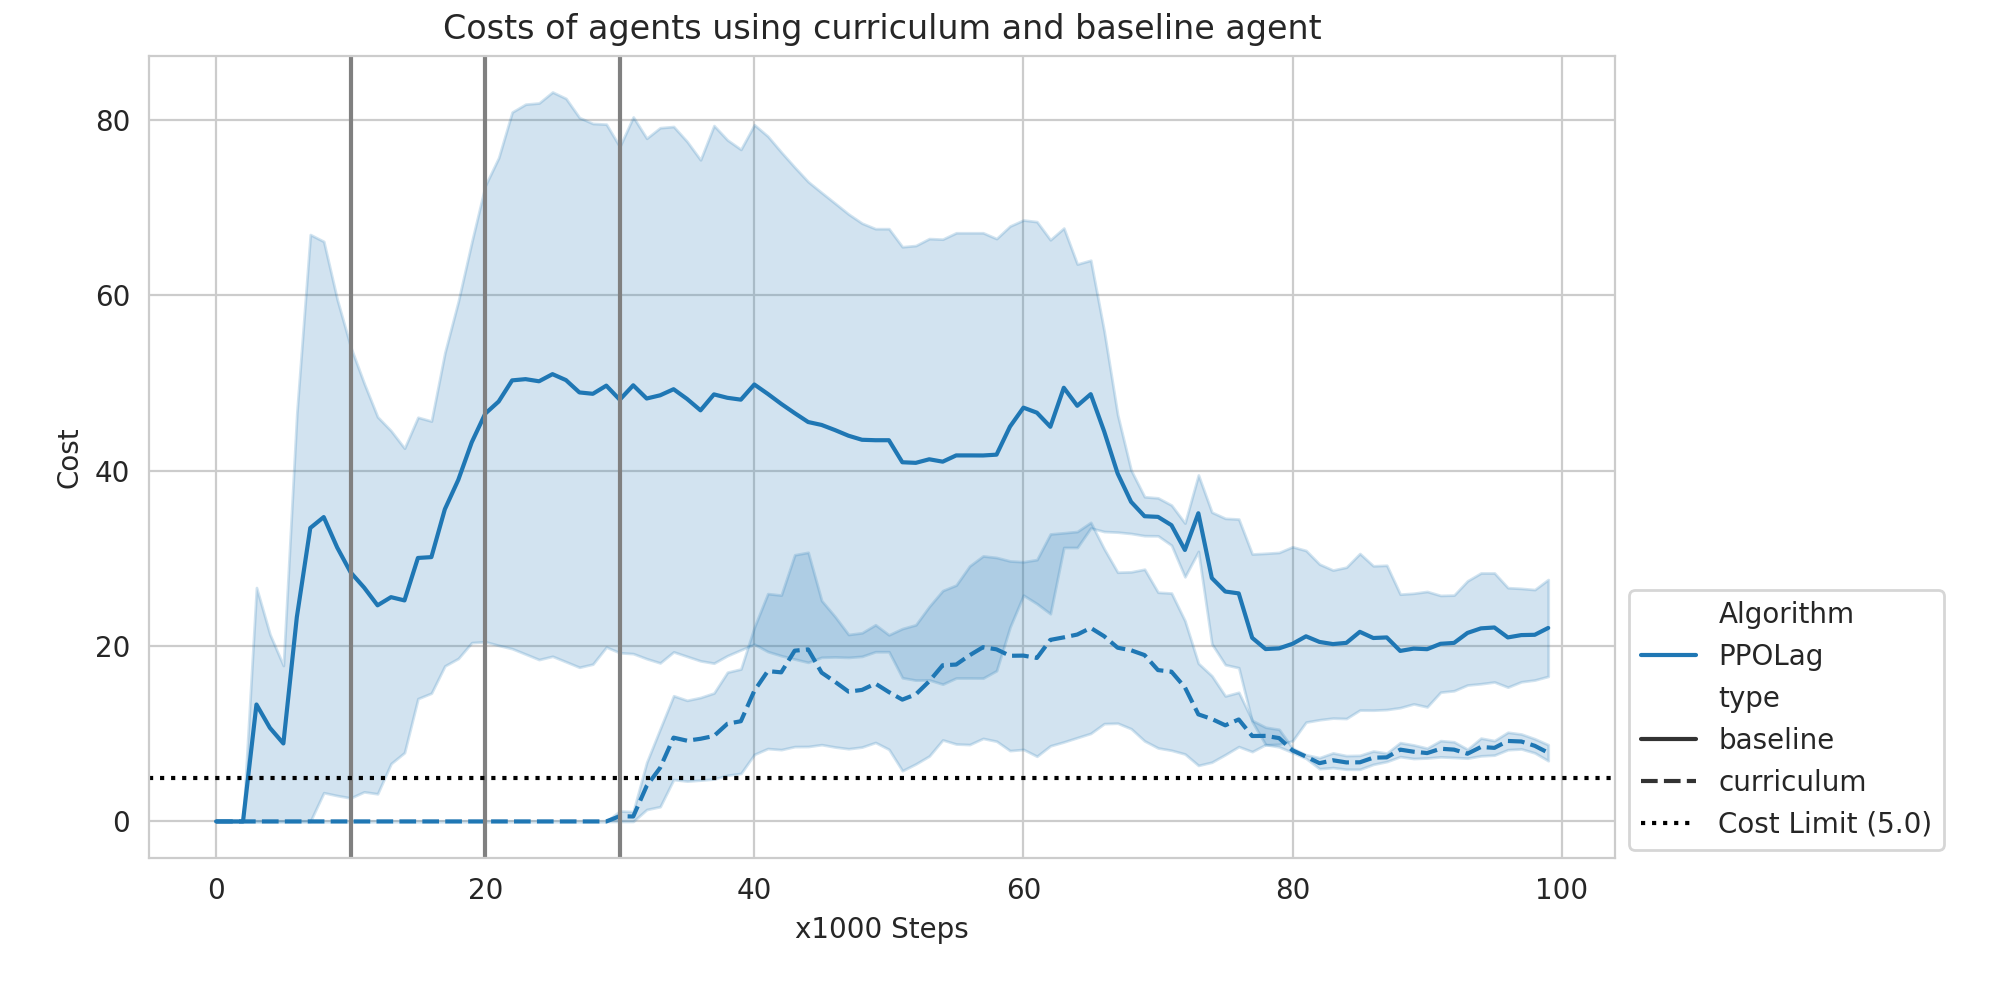 Costs of agents using curriculum and baseline agent
80
60
40
20
0
Cost
0 20 40 60 80 100
x1000 Steps
Algorithm
PPOLag
type
baseline
curriculum
Cost Limit (5.0)